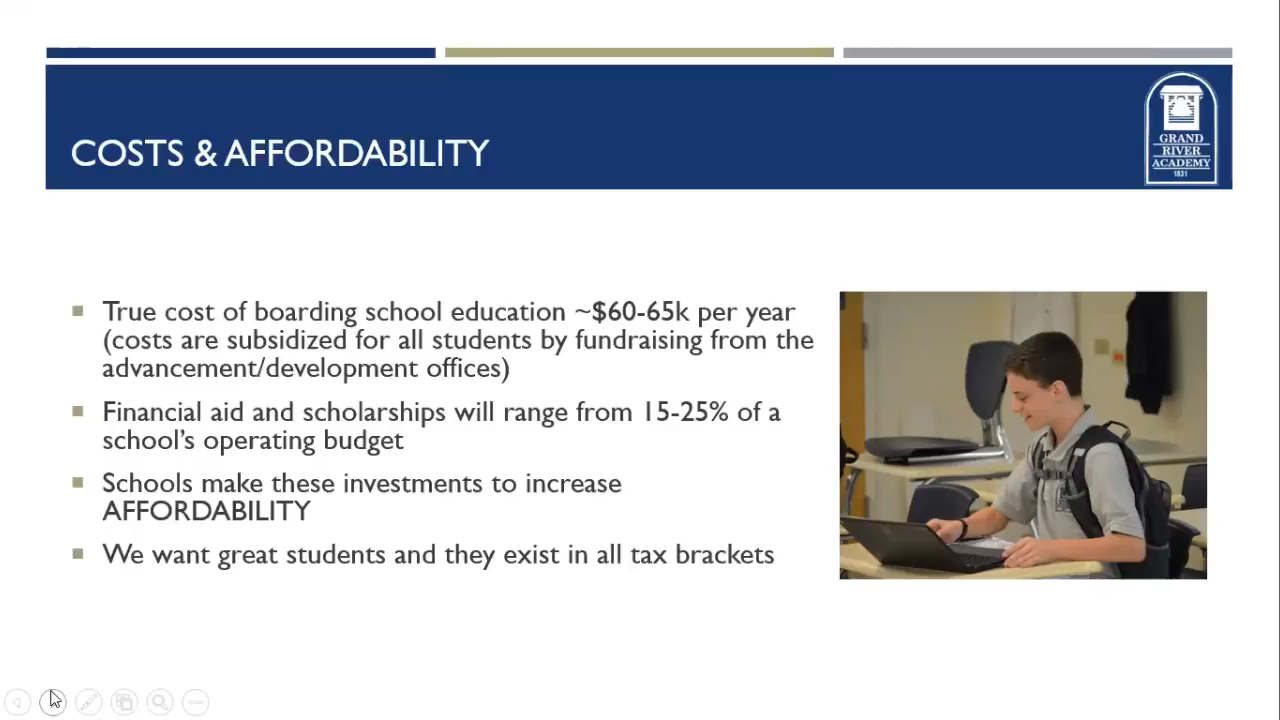 COSTS & AFFORDABILITY
GRAND
RIVER
ACADEMY
1831
True cost of boarding school education ~$60-65k per year
(costs are subsidized for all students by fundraising from the
advancement/development offices)
Financial aid and scholarships will range from 15-25% of a
school's operating budget
Schools make these investments to increase
AFFORDABILITY
We want great students and they exist in all tax brackets